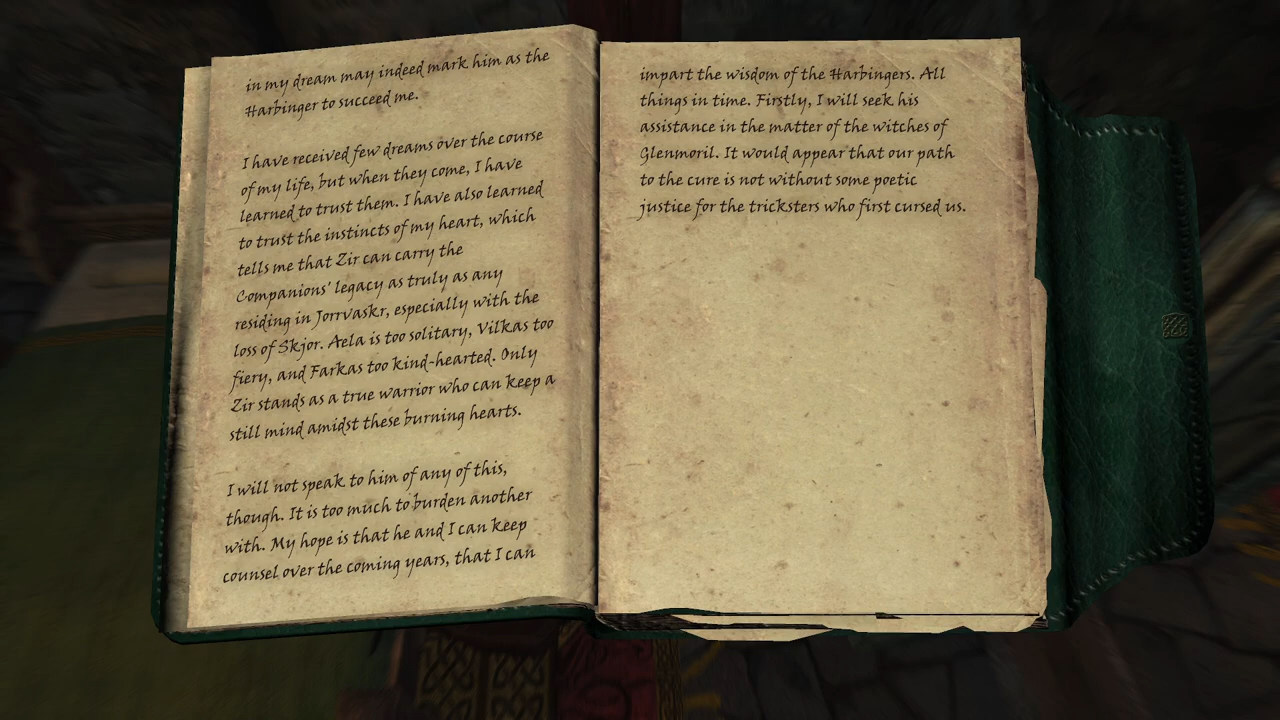 in my dream may indeed mark him as the
Harbinger to succeed me.
I have received few dreams over the course
of my life, but when they come, I have
learned to trust them. I have also learned
to trust the instincts of my heart, which
tells me that Zir can carry the
Companions' legacy as truly as any
residing in Jorrvaskr, especially with the
loss of Skjor. Aela is too solitary, Vilkas too
fiery, and Farkas too kind-hearted. Only
Zir stands as a true warrior who can keep a
still mind amidst these burning hearts.
I will not speak to him of any of this,
though. It is too much to burden another
with. My hope is that he and I can keep
counsel over the coming years, that I can
impart the wisdom of the Harbingers. All
things in time. Firstly, I will seek his
assistance in the matter of the witches of
Glenmoril. It would appear that our path
to the cure is not without some poetic
justice for the tricksters who first cursed us.